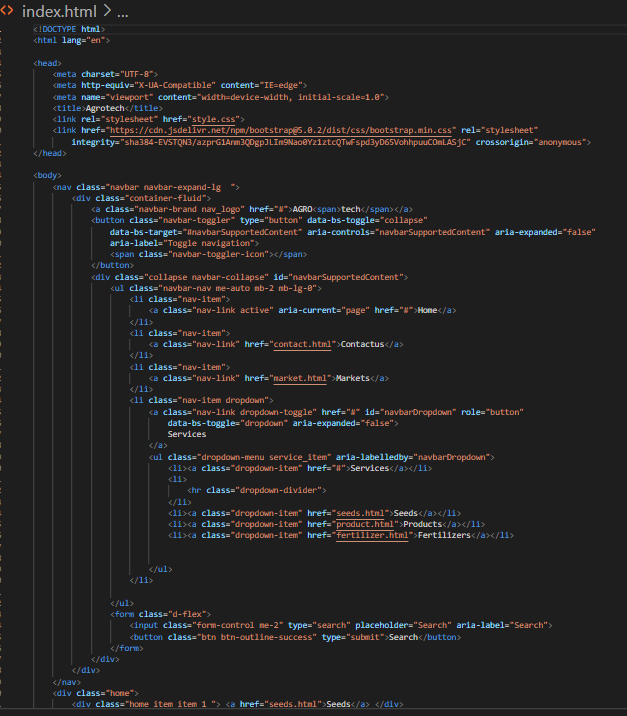 index.html > ...
<!DOCTYPE html>
<html lang="en">
<head>
<meta charset="UTF-8">
<meta http-equiv="X-UA-Compatible" content="IE=edge">
<meta name="viewport" content="width=device-width, initial-scale=1.0">
<title>Agrotech</title>
<link rel="stylesheet" href="style.css">
<link href="https://cdn.jsdelivr.net/npm/bootstrap@5.0.2/dist/css/bootstrap.min.css" rel="stylesheet"
crossorigin="anonymous">
</head>
<body>
<nav class="navbar navbar-expand-lg  ">
<div class="container-fluid">
<a class="navbar-brand nav_logo" href="#">AGRO<span>tech</span></a>
<button class="navbar-toggler" type="button" data-bs-toggle="collapse"
data-bs-target="#navbarSupportedContent" aria-controls="navbarSupportedContent" aria-expanded="false"
aria-label="Toggle navigation">
<span class="navbar-toggler-icon"></span>
</button>
<div class="collapse navbar-collapse" id="navbarSupportedContent">
<ul class="navbar-nav me-auto mb-2 mb-lg-0">
<li class="nav-item">
<a class="nav-link active" aria-current="page" href="#">Home</a>
</li>
<li class="nav-item">
<a class="nav-link" href="contact.html">Contactus</a>
</li>
<li class="nav-item">
<a class="nav-link" href="market.html">Markets</a>
</li>
<li class="nav-item dropdown">
<a class="nav-link dropdown-toggle" href="#" id="navbarDropdown" role="button"
data-bs-toggle="dropdown" aria-expanded="false">
Services
</a>
<ul class="dropdown-menu service_item" aria-labelledby="navbarDropdown">
<li><a class="dropdown-item" href="#">Services</a></li>
<li>
<hr class="dropdown-divider">
</li>
<li><a class="dropdown-item" href="seeds.html">Seeds</a></li>
<li><a class="dropdown-item" href="product.html">Products</a></li>
<li><a class="dropdown-item" href="fertilizer.html">Fertilizers</a></li>
</ul>
</li>
</ul>
<form class="d-flex">
<input class="form-control me-2" type="search" placeholder="Search" aria-label="Search">
<button class="btn btn-outline-success" type="submit">Search</button>
</form>
</div>
</div>
</nav>
<div class="home">
<div class="home_item item_1 "> <a href="seeds.html">Seeds</a> </div>